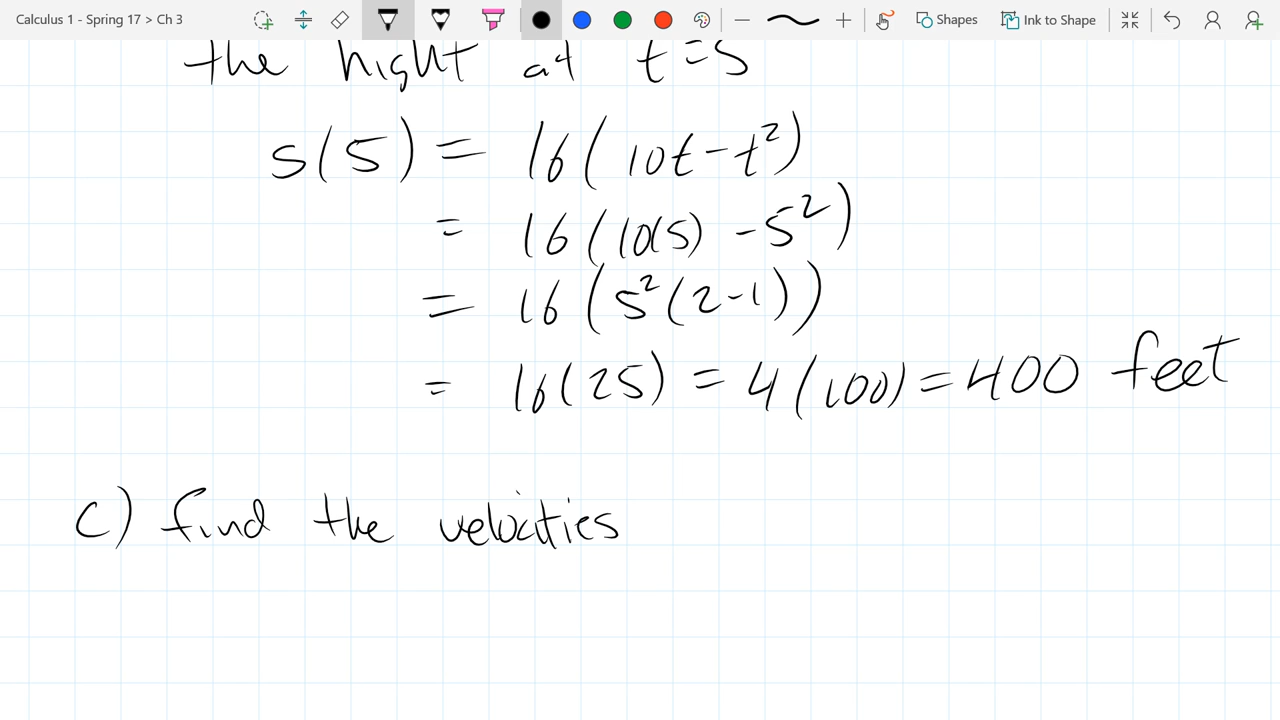 Calculus 1 - Spring 17 > Ch 3
Shapes
Ink to Shape
the hight at t=5
s(5) = 16(10t-t²)
= 16(10(5) -5²)
= 16(5²(2-1))
= 16(25) = 4(100) = 400 feet
c) find the velocities